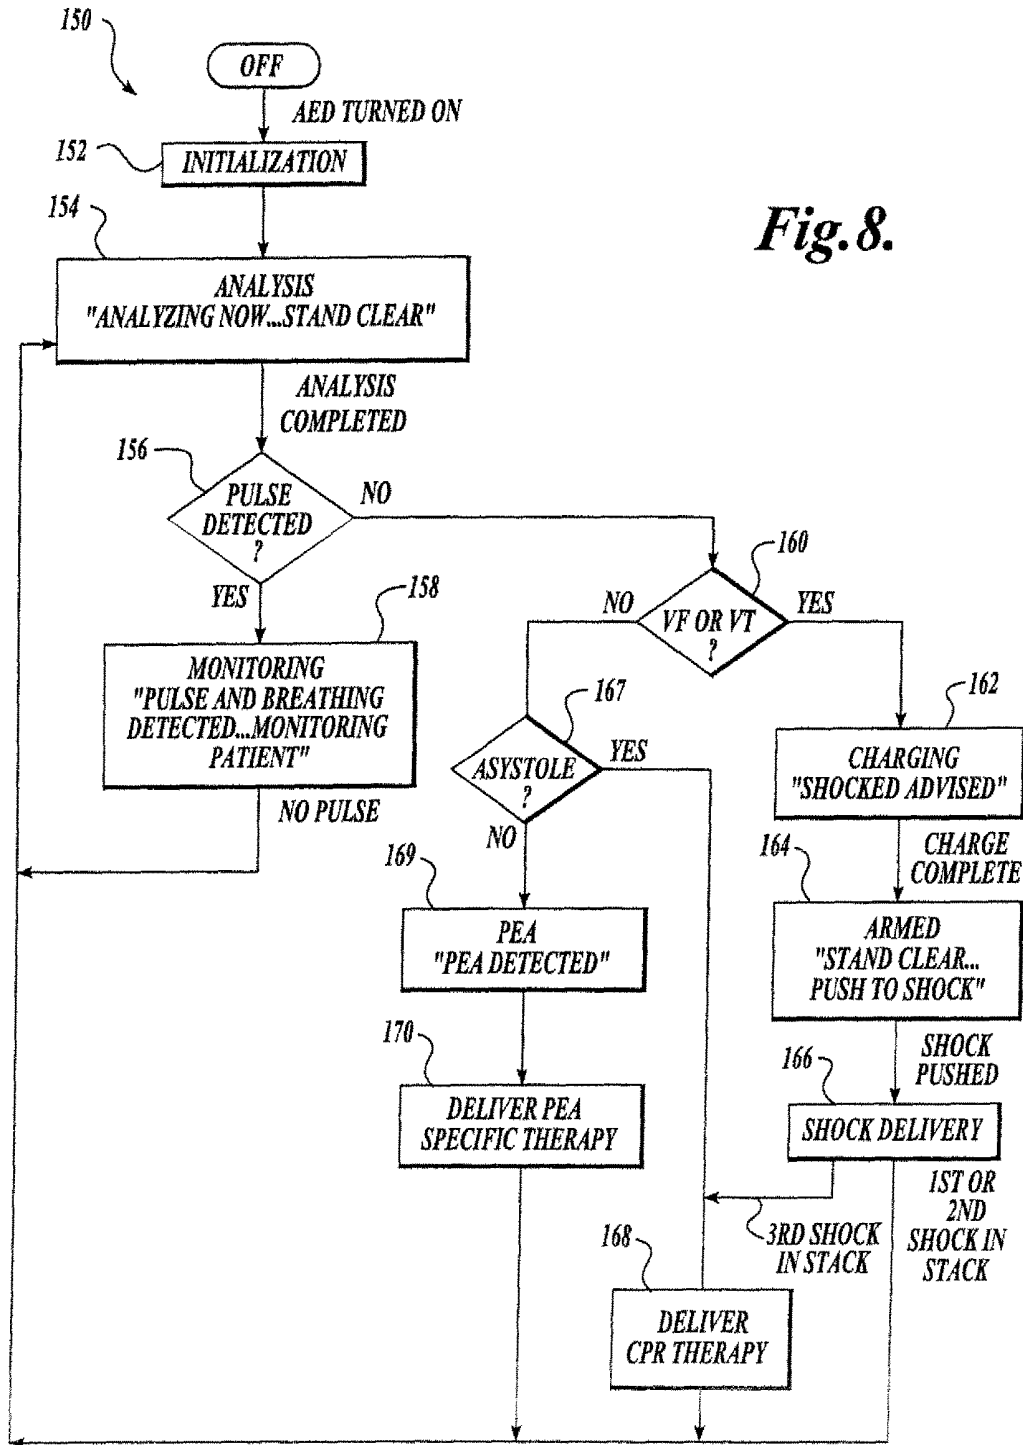 150
OFF
AED TURNED ON
152
INITIALIZATION
154
Fig.8.
ANALYSIS
"ANALYZING NOW...STAND CLEAR"
ANALYSIS
COMPLETED
156
PULSE
DETECTED
?
NO
YES
158
MONITORING
"PULSE AND BREATHING
DETECTED...MONITORING
PATIENT"
NO PULSE
160
VF OR VT
?
NO
YES
167
ASYSTOLE
?
YES
NO
162
CHARGING
"SHOCKED ADVISED"
CHARGE
COMPLETE
164
ARMED
"STAND CLEAR...
PUSH TO SHOCK"
SHOCK
PUSHED
169
PEA
"PEA DETECTED"
170
DELIVER PEA
SPECIFIC THERAPY
166
SHOCK DELIVERY
1ST OR
2ND
SHOCK IN
STACK
3RD SHOCK
IN STACK
168
DELIVER
CPR THERAPY